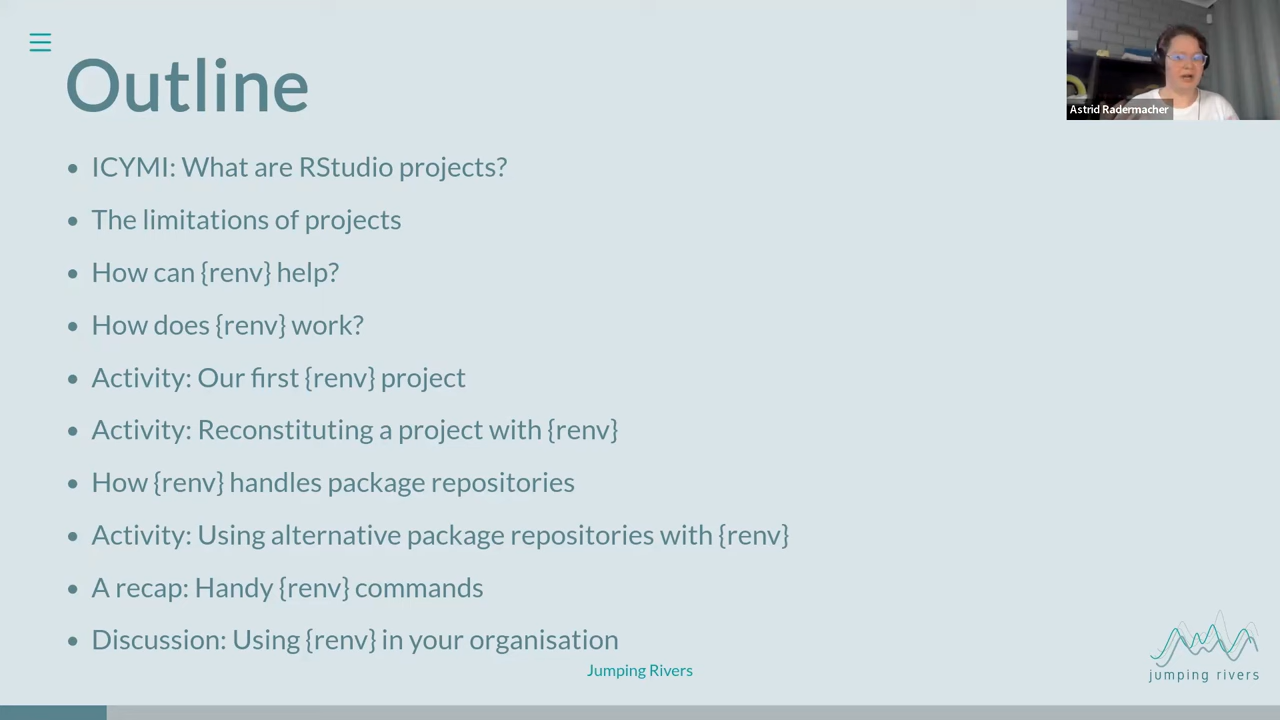 Outline
Astrid Radermacher
ICYMI: What are RStudio projects?
The limitations of projects
How can {renv} help?
How does {renv} work?
Activity: Our first {renv} project
Activity: Reconstituting a project with {renv}
How {renv} handles package repositories
Activity: Using alternative package repositories with {renv}
A recap: Handy {renv} commands
Discussion: Using {renv} in your organisation
Jumping Rivers
jumping rivers